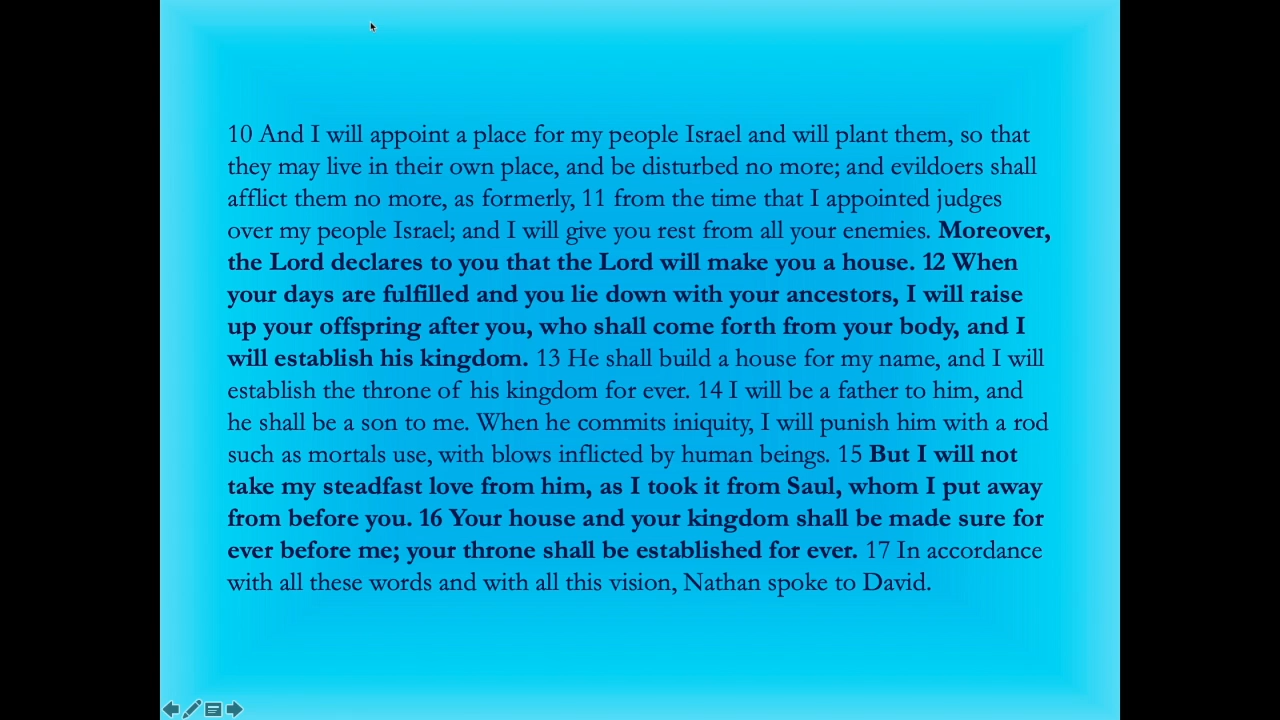 10 And I will appoint a place for my people Israel and will plant them, so that
they may live in their own place, and be disturbed no more; and evildoers shall
afflict them no more, as formerly, 11 from the time that I appointed judges
over my people Israel; and I will give you rest from all your enemies. Moreover,
the Lord declares to you that the Lord will make you a house. 12 When
your days are fulfilled and you lie down with your ancestors, I will raise
up your offspring after you, who shall come forth from your body, and I
will establish his kingdom. 13 He shall build a house for my name, and I will
establish the throne of his kingdom for ever. 14 I will be a father to him, and
he shall be a son to me. When he commits iniquity, I will punish him with a rod
such as mortals use, with blows inflicted by human beings. 15 But I will not
take my steadfast love from him, as I took it from Saul, whom I put away
from before you. 16 Your house and your kingdom shall be made sure for
ever before me; your throne shall be established for ever. 17 In accordance
with all these words and with all this vision, Nathan spoke to David.